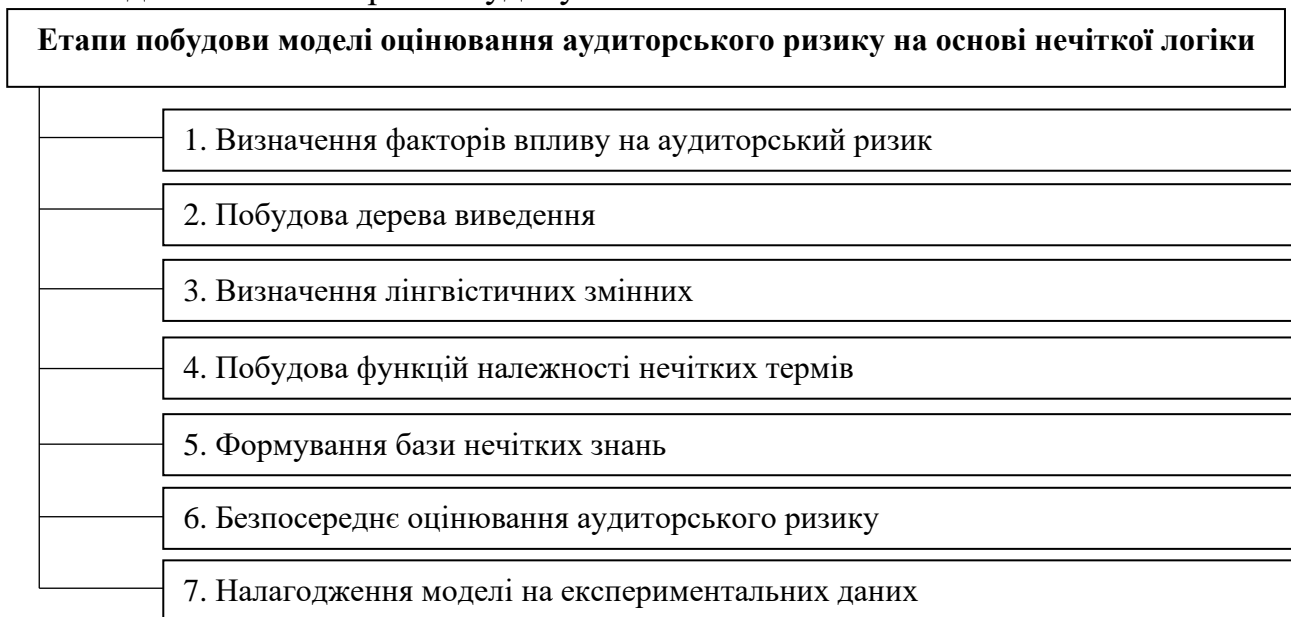 Етапи побудови моделі оцінювання аудиторського ризику на основі нечіткої логіки
1. Визначення факторів впливу на аудиторський ризик
2. Побудова дерева виведення
3. Визначення лінгвістичних змінних
4. Побудова функцій належності нечітких термів
5. Формування бази нечітких знань
6. Безпосереднє оцінювання аудиторського ризику
7. Налагодження моделі на експериментальних даних